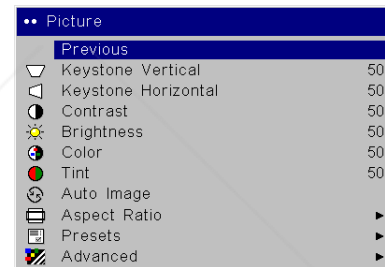 •• Picture
Previous
Keystone Vertical 50
Keystone Horizontal 50
Contrast 50
Brightness 50
Color 50
Tint 50
Auto Image
Aspect Ratio ▸
Presets ▸
Advanced ▸